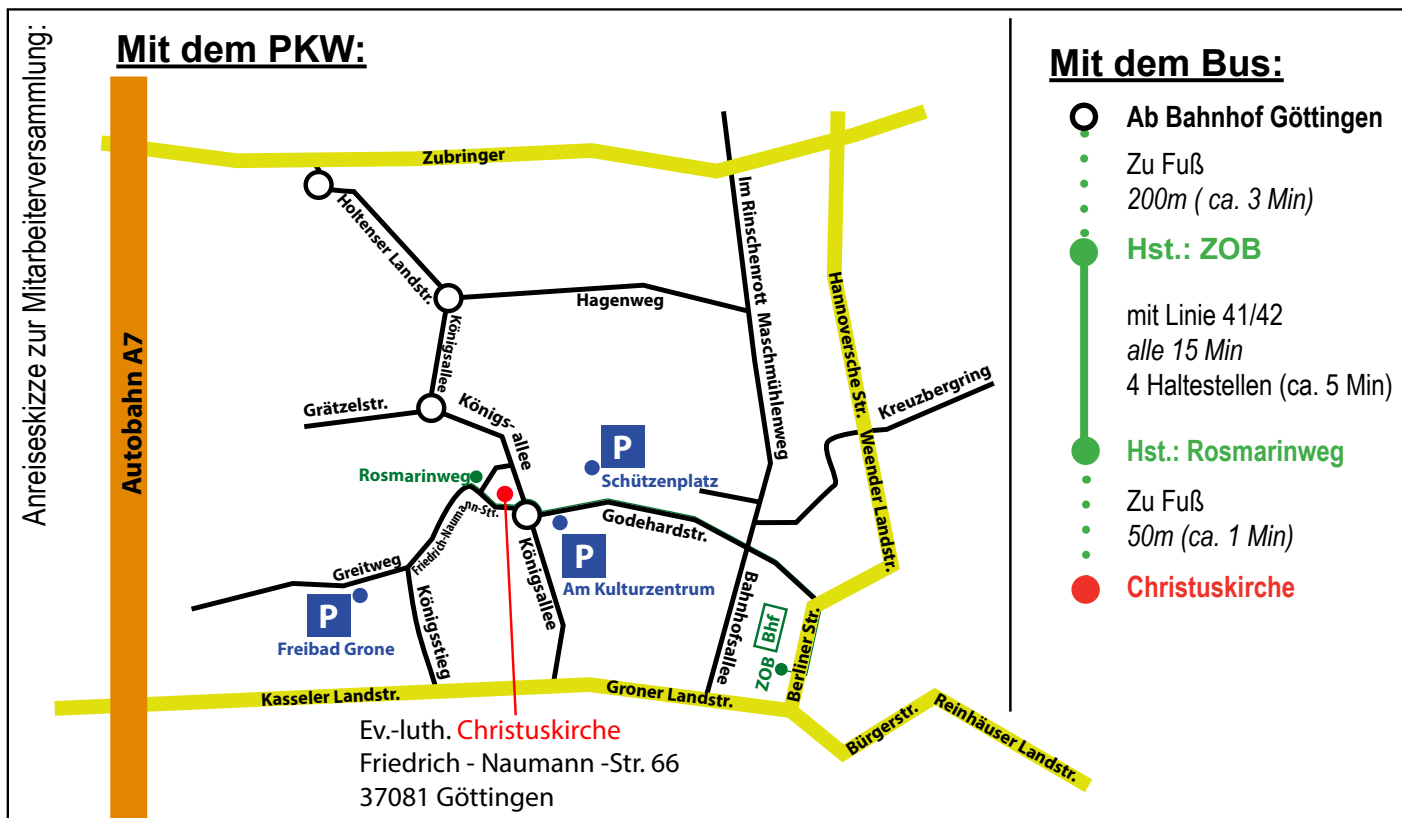 Anreiseskizze zur Mitarbeiterversammlung:
Mit dem PKW:
Autobahn A7
Zubringer
Holtenser Landstr.
Hagenweg
Königsallee
Im Rinschenrott
Maschmühlenweg
Hannoversche Str.
Weender Landstr.
Kreuzbergring
Grätzelstr.
Königs-
allee
P
Schützenplatz
Rosmarinweg
Friedrich-Naumann-Str.
Godehardstr.
P
Am Kulturzentrum
Greitweg
P
Freibad Grone
Königsstieg
Königsallee
Bahnhofsallee
Bhf
ZOB
Berliner Str.
Kasseler Landstr.
Groner Landstr.
Bürgerstr.
Reinhäuser Landstr.
Ev.-luth. Christuskirche
Friedrich - Naumann -Str. 66
37081 Göttingen
Mit dem Bus:
Ab Bahnhof Göttingen
Zu Fuß
200m ( ca. 3 Min)
Hst.: ZOB
mit Linie 41/42
alle 15 Min
4 Haltestellen (ca. 5 Min)
Hst.: Rosmarinweg
Zu Fuß
50m (ca. 1 Min)
Christuskirche